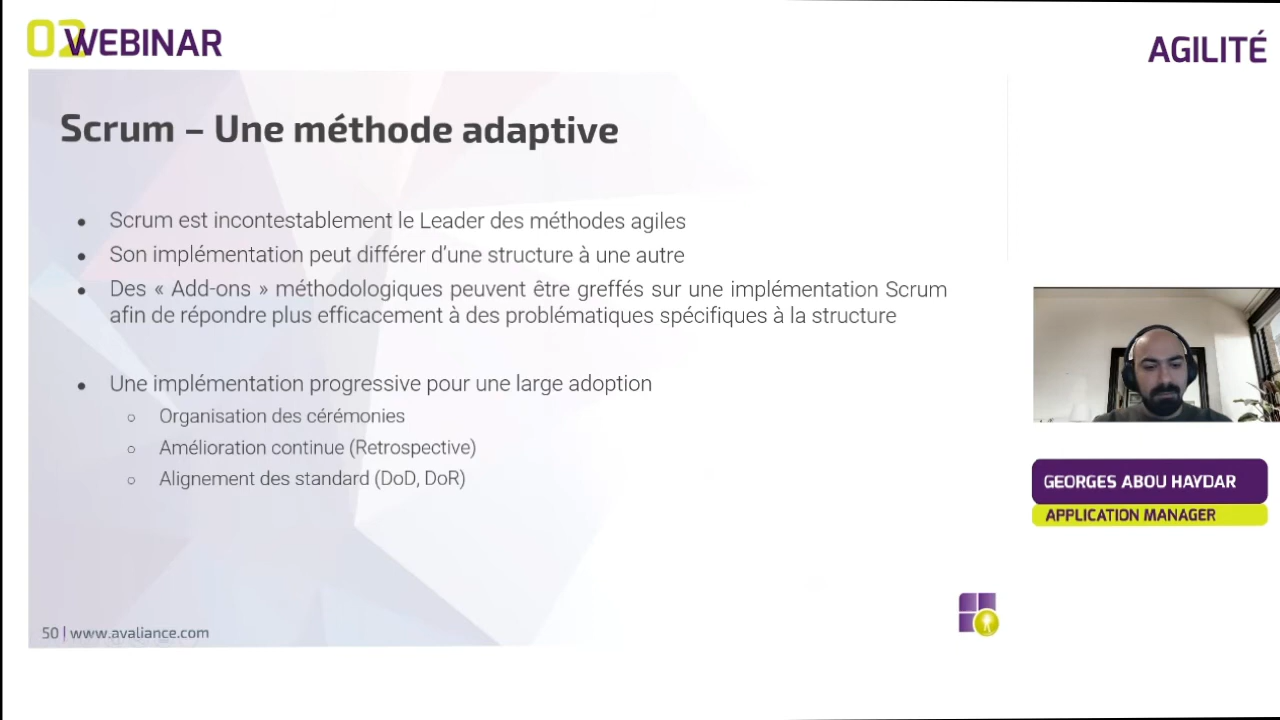 02 WEBINAR
AGILITÉ
Scrum – Une méthode adaptive
• Scrum est incontestablement le Leader des méthodes agiles
• Son implémentation peut différer d’une structure à une autre
• Des « Add-ons » méthodologiques peuvent être greffés sur une implémentation Scrum
afin de répondre plus efficacement à des problématiques spécifiques à la structure
• Une implémentation progressive pour une large adoption
○ Organisation des cérémonies
○ Amélioration continue (Retrospective)
○ Alignement des standard (DoD, DoR)
GEORGES ABOU HAYDAR
APPLICATION MANAGER
50 | www.avaliance.com